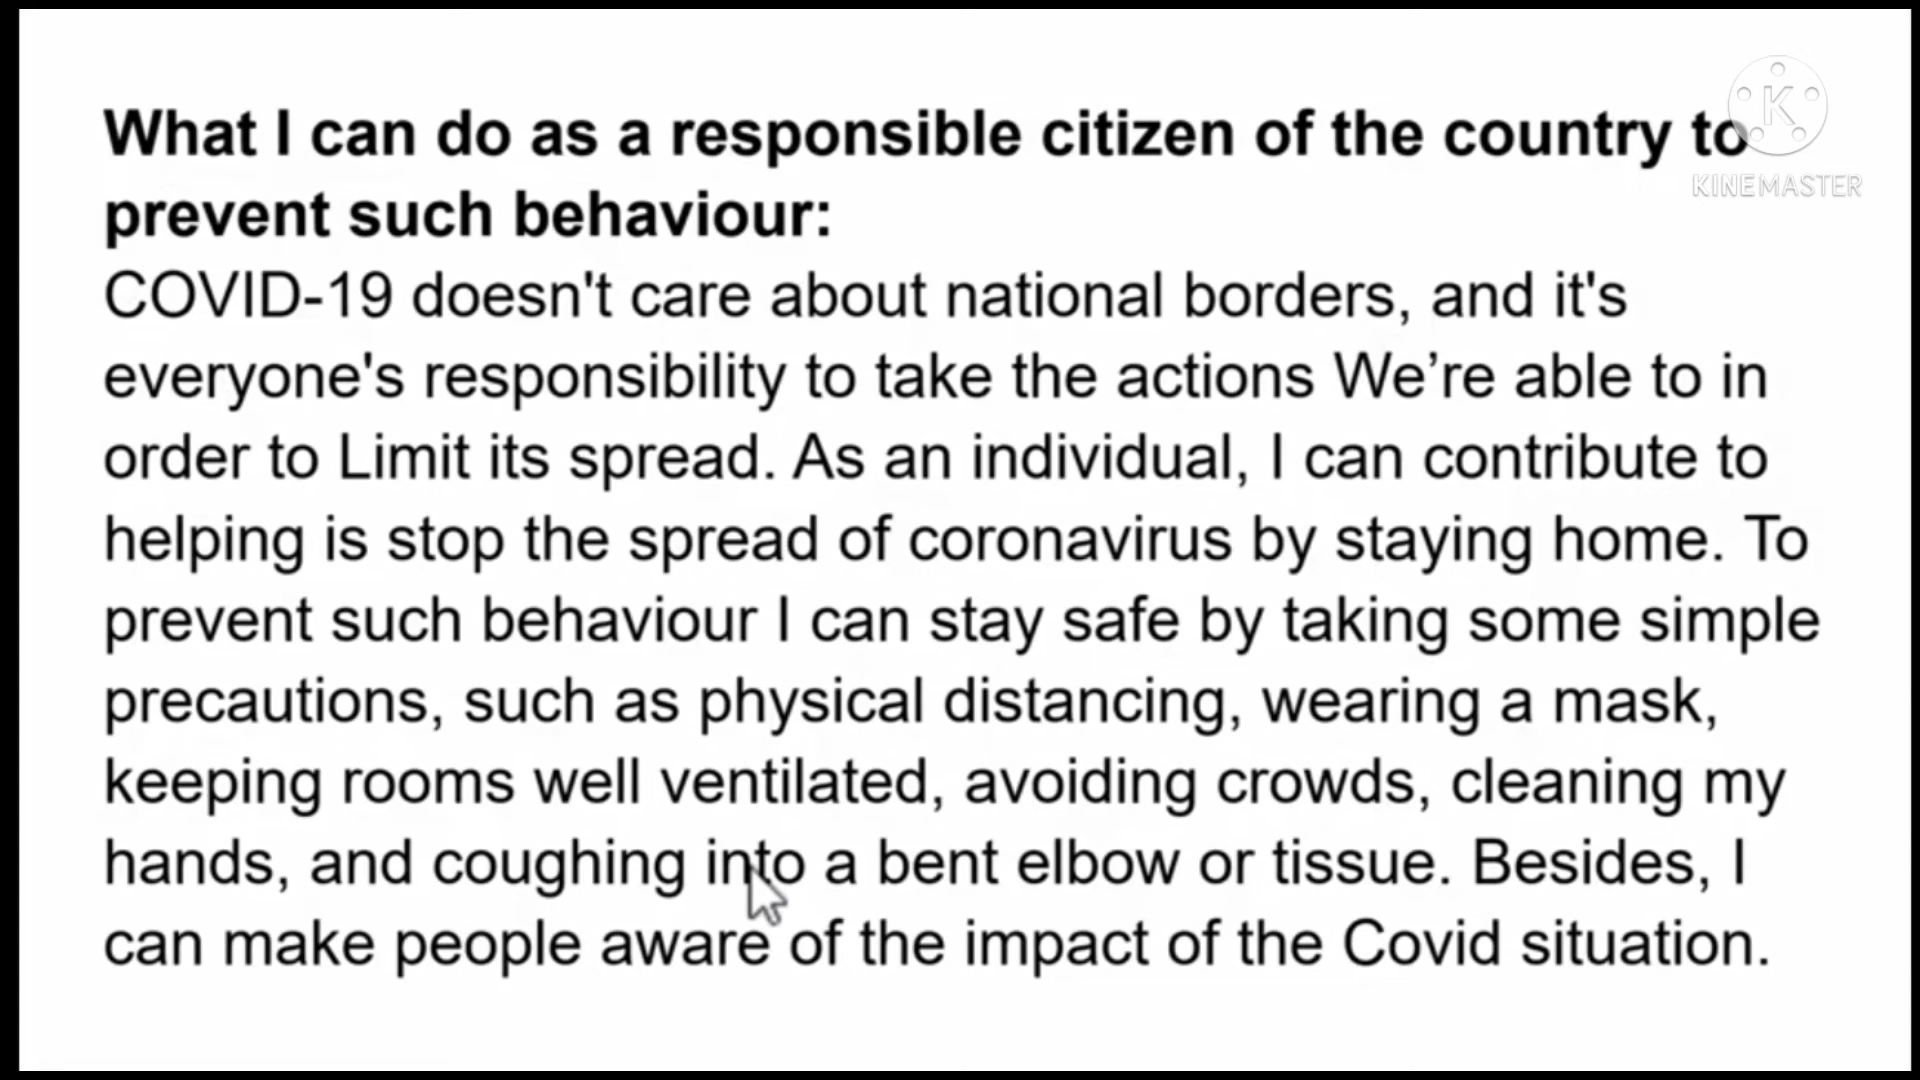 What I can do as a responsible citizen of the country to
prevent such behaviour:
COVID-19 doesn't care about national borders, and it's
everyone's responsibility to take the actions We’re able to in
order to Limit its spread. As an individual, I can contribute to
helping is stop the spread of coronavirus by staying home. To
prevent such behaviour I can stay safe by taking some simple
precautions, such as physical distancing, wearing a mask,
keeping rooms well ventilated, avoiding crowds, cleaning my
hands, and coughing into a bent elbow or tissue. Besides, I
can make people aware of the impact of the Covid situation.
K
KINEMASTER